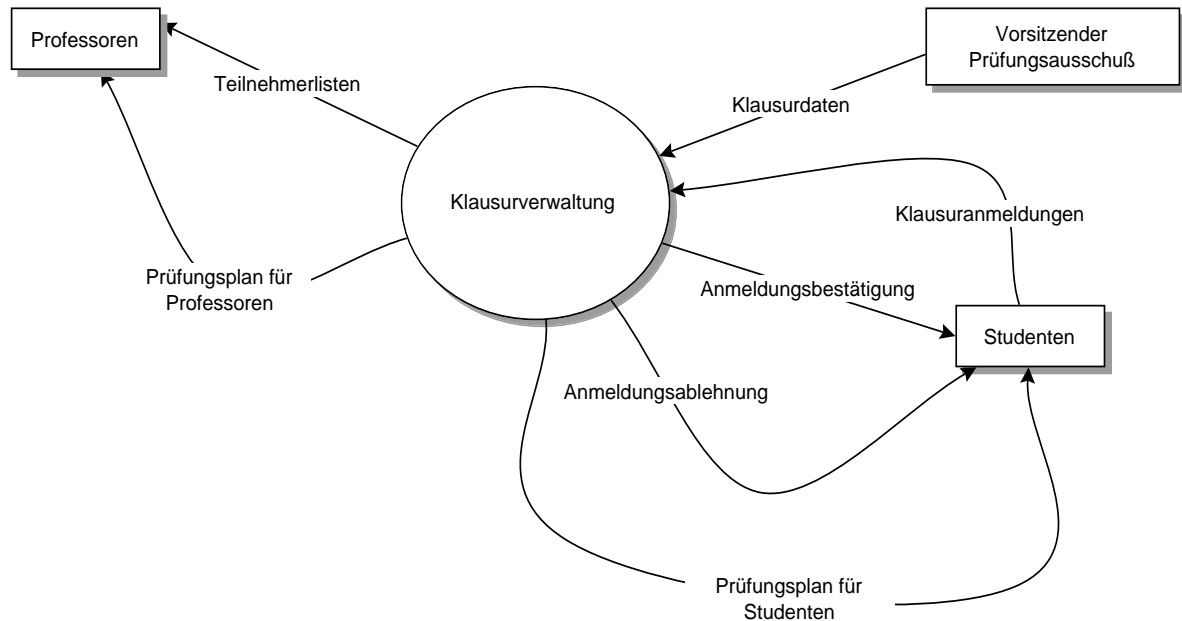 Professoren
Vorsitzender
Prüfungsausschuß
Teilnehmerlisten
Klausurdaten
Klausurverwaltung
Klausuranmeldungen
Prüfungsplan für
Professoren
Anmeldungsbestätigung
Studenten
Anmeldungsablehnung
Prüfungsplan für
Studenten